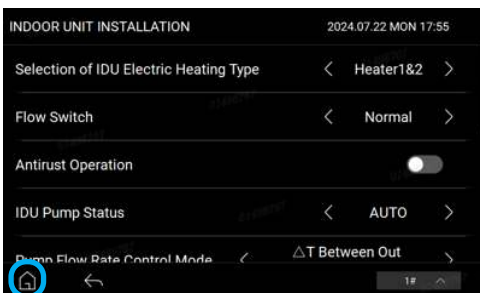 INDOOR UNIT INSTALLATION 2024.07.22 MON 17:55
Selection of IDU Electric Heating Type < Heater1&2 >
Flow Switch < Normal >
Antirust Operation
IDU Pump Status < AUTO >
Pump Flow Rate Control Mode < △T Between Out >
1#